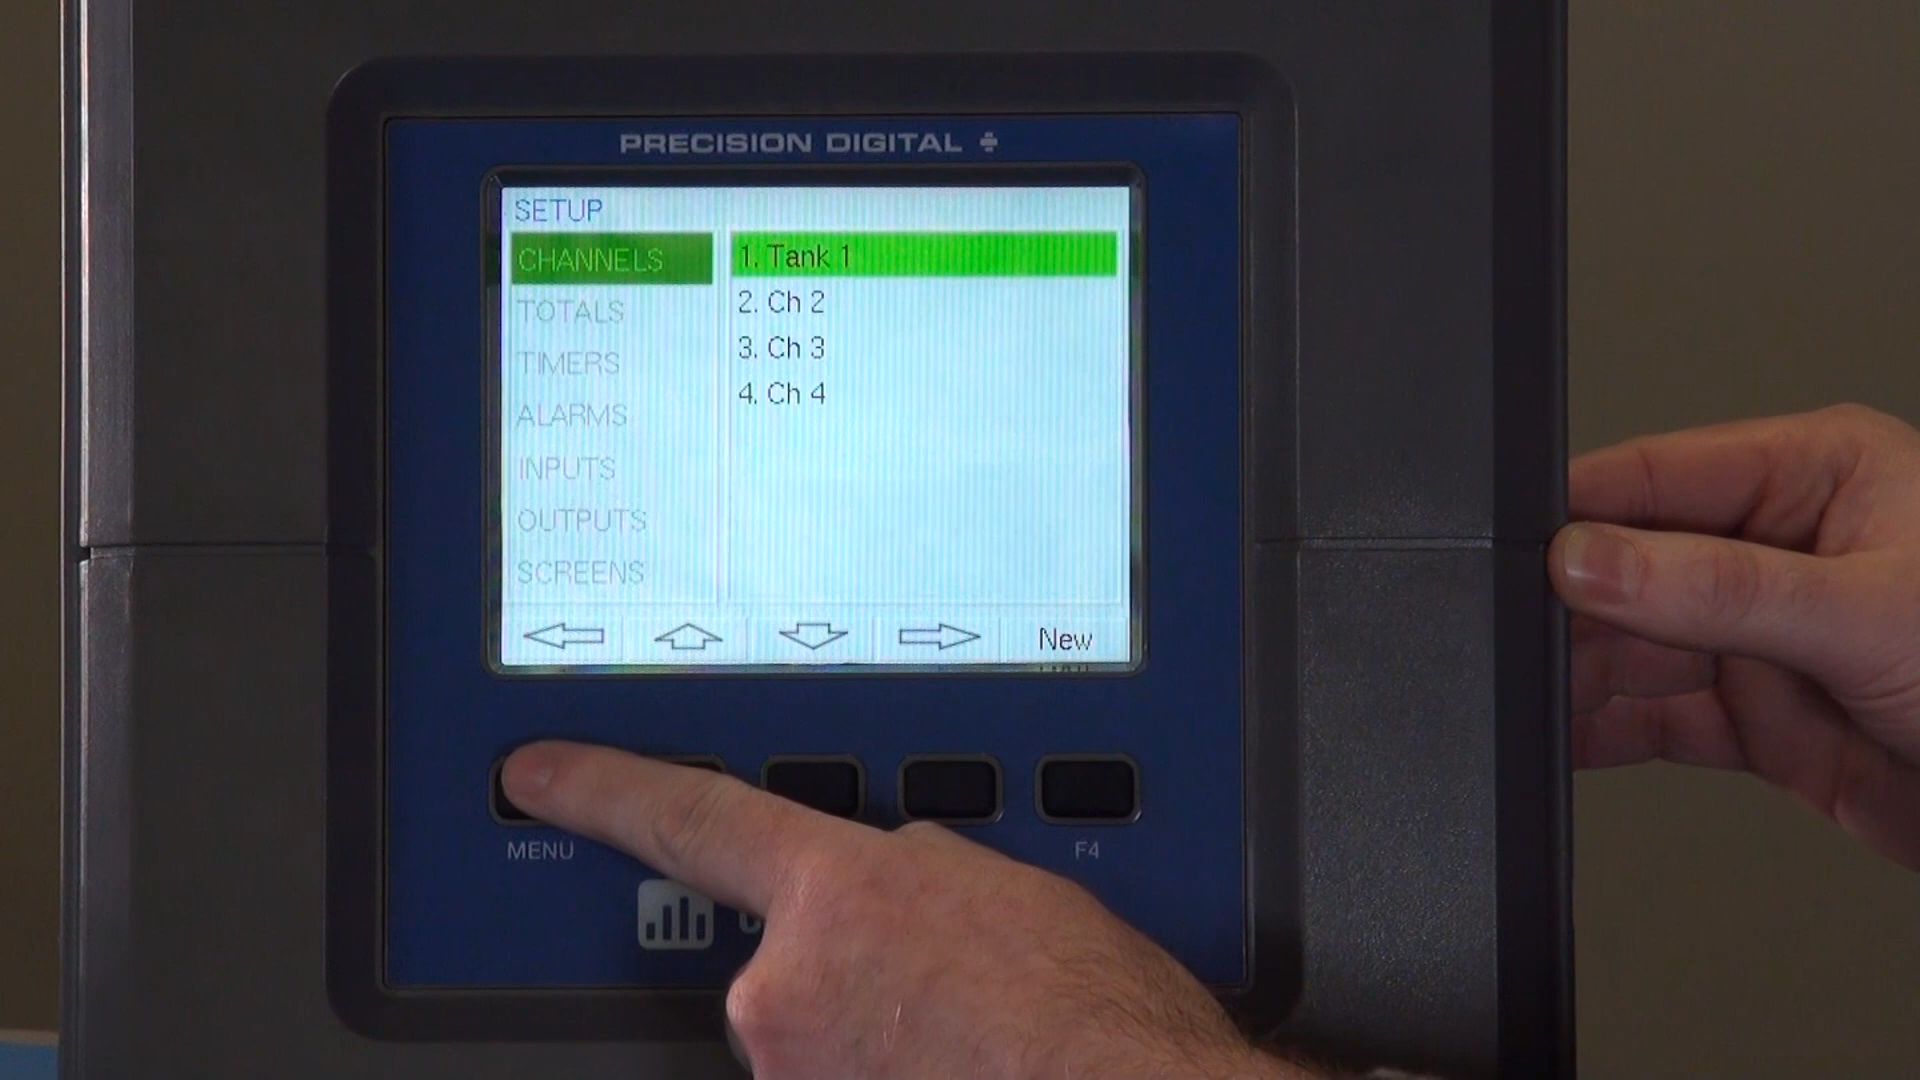 PRECISION DIGITAL
SETUP
CHANNELS
TOTALS
TIMERS
ALARMS
INPUTS
OUTPUTS
SCREENS
1. Tank 1
2. Ch 2
3. Ch 3
4. Ch 4
New
MENU
F4